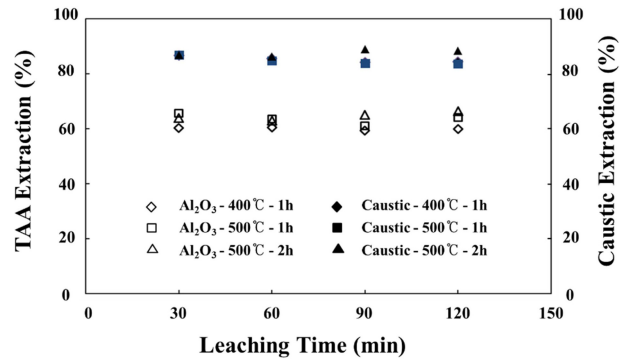 TAA Extraction (%)
100
80
60
40
20
0
Al₂O₃ - 400℃ - 1h
Al₂O₃ - 500℃ - 1h
Al₂O₃ - 500℃ - 2h
Caustic - 400℃ - 1h
Caustic - 500℃ - 1h
Caustic - 500℃ - 2h
100
80
60
40
20
0
Caustic Extraction (%)
0 30 60 90 120 150
Leaching Time (min)